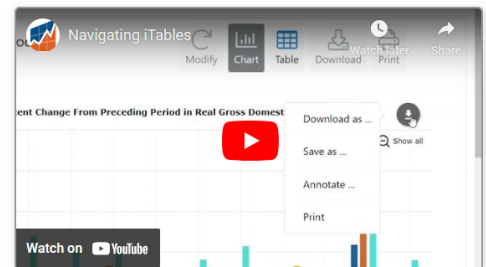 Navigating iTables
Watch later
Share
Modify
Chart
Table
Download
Print
ent Change From Preceding Period in Real Gross Domest
Download as ...
Show all
Save as ...
Annotate ...
Print
Watch on YouTube